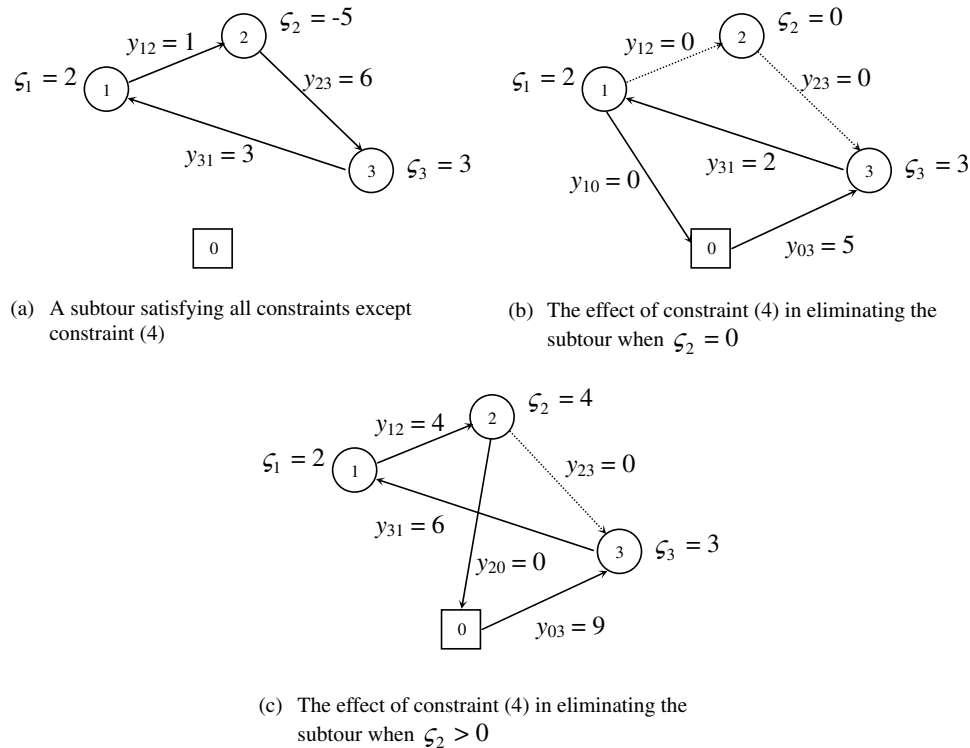 ς₂ = -5
y₁₂ = 1
2
ς₁ = 2
1
y₂₃ = 6
y₃₁ = 3
3
ς₃ = 3
0
(a) A subtour satisfying all constraints except
constraint (4)
ς₂ = 0
y₁₂ = 0
2
ς₁ = 2
1
y₂₃ = 0
y₃₁ = 2
3
ς₃ = 3
y₁₀ = 0
0
y₀₃ = 5
(b) The effect of constraint (4) in eliminating the
subtour when ς₂ = 0
ς₂ = 4
y₁₂ = 4
2
ς₁ = 2
1
y₂₃ = 0
y₃₁ = 6
3
ς₃ = 3
y₂₀ = 0
0
y₀₃ = 9
(c) The effect of constraint (4) in eliminating the
subtour when ς₂ > 0